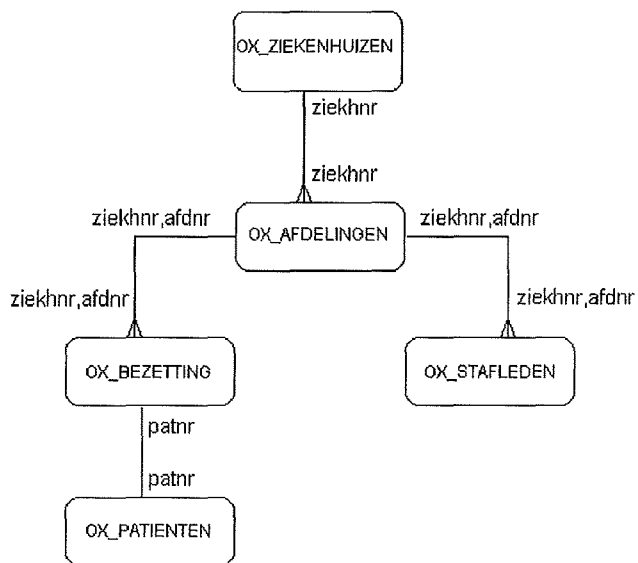 OX_ZIEKENHUIZEN
ziekhnr
ziekhnr
ziekhnr,afdnr
OX_AFDELINGEN
ziekhnr,afdnr
ziekhnr,afdnr
ziekhnr,afdnr
OX_BEZETTING
OX_STAFLEDEN
patnr
patnr
OX_PATIENTEN